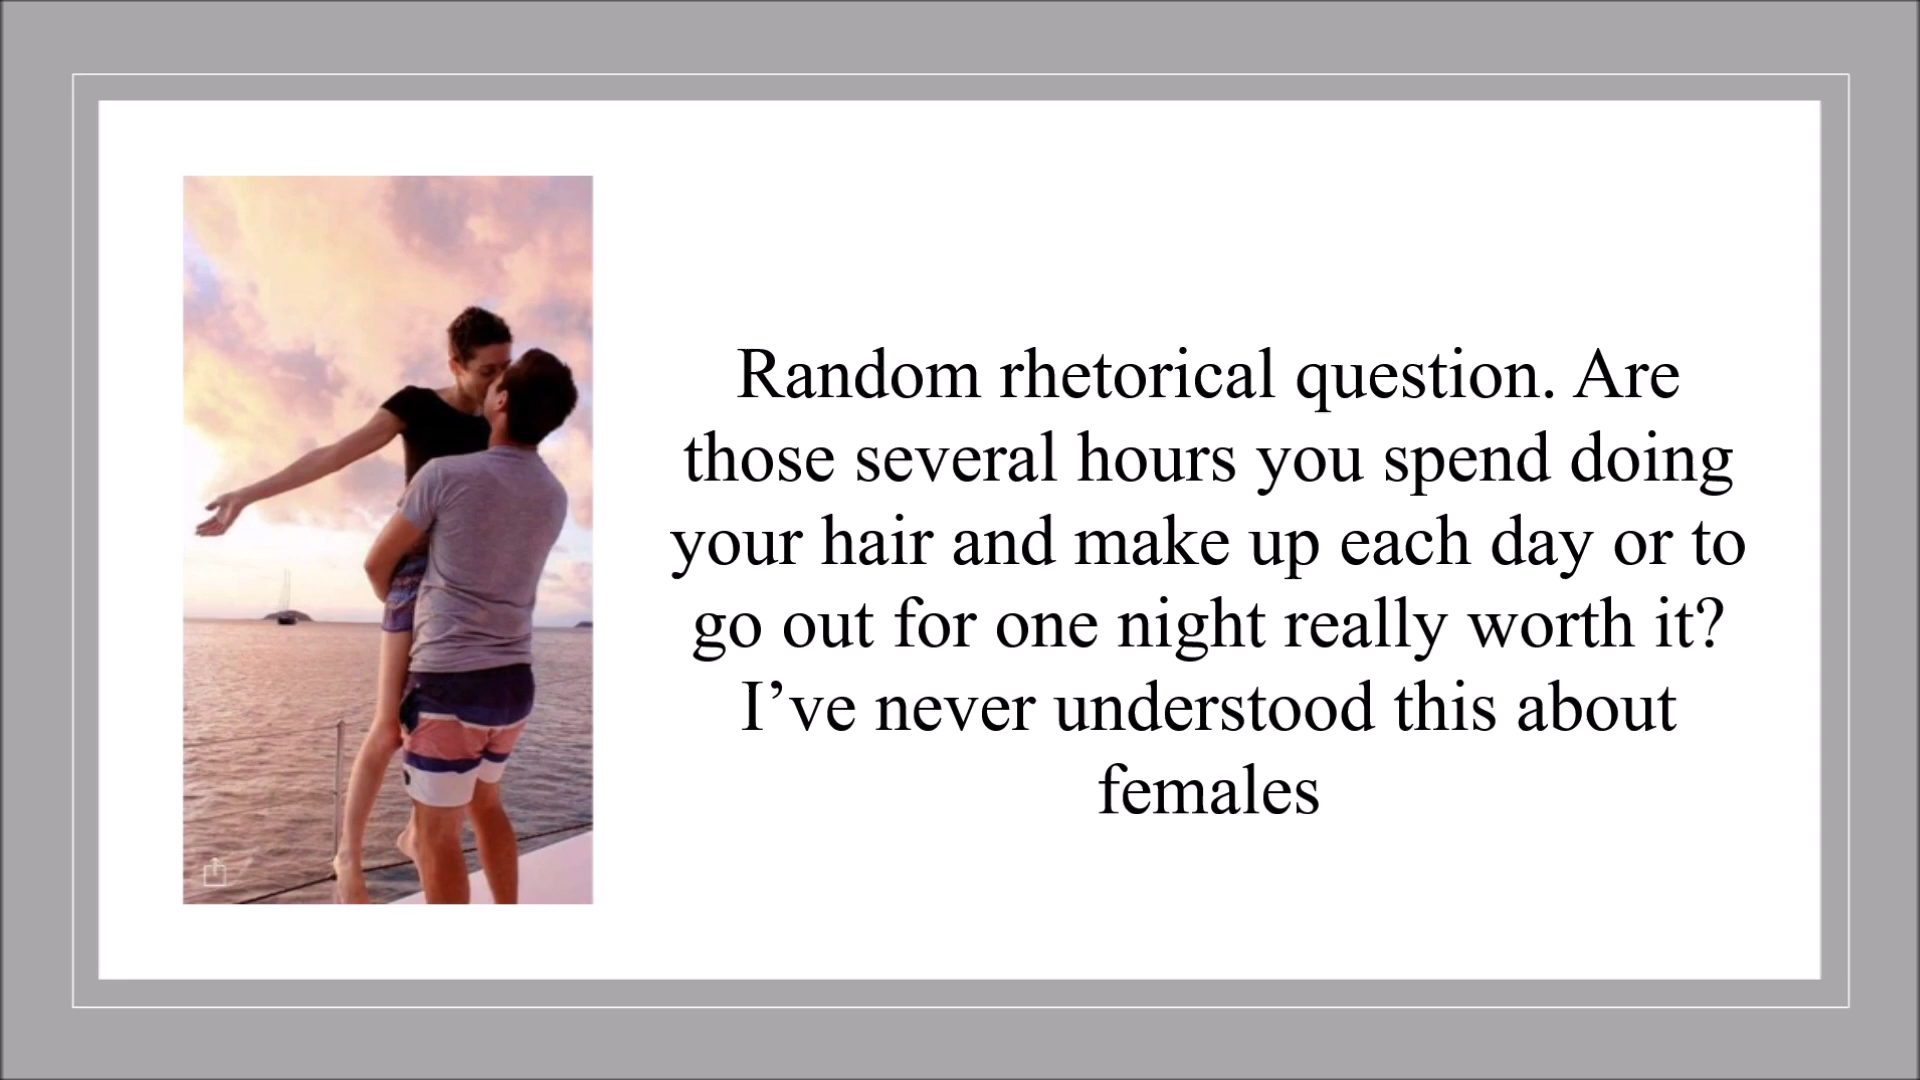 Random rhetorical question. Are
those several hours you spend doing
your hair and make up each day or to
go out for one night really worth it?
I’ve never understood this about
females